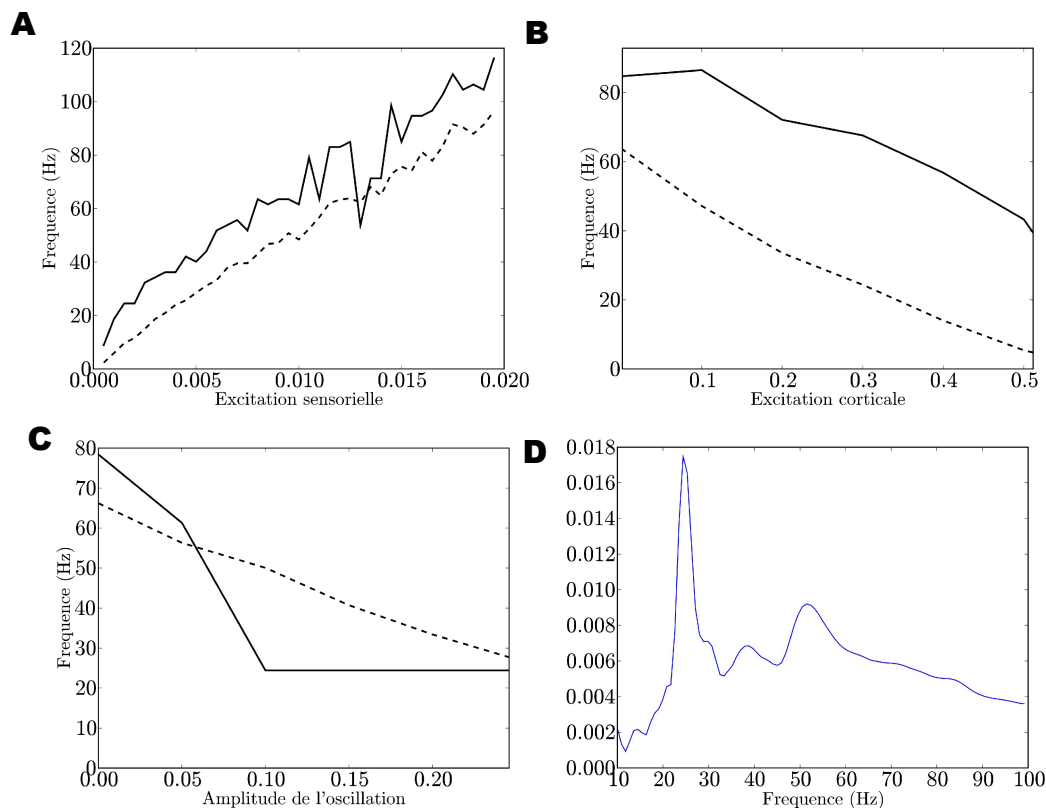 A
120
100
80
60
40
20
0
Frequence (Hz)
0.000 0.005 0.010 0.015 0.020
Excitation sensorielle
B
80
60
40
20
0
Frequence (Hz)
0.1 0.2 0.3 0.4 0.5
Excitation corticale
C
80
70
60
50
40
30
20
10
0
Frequence (Hz)
0.00 0.05 0.10 0.15 0.20
Amplitude de l'oscillation
D
0.018
0.016
0.014
0.012
0.010
0.008
0.006
0.004
0.002
0.000
10 20 30 40 50 60 70 80 90 100
Frequence (Hz)